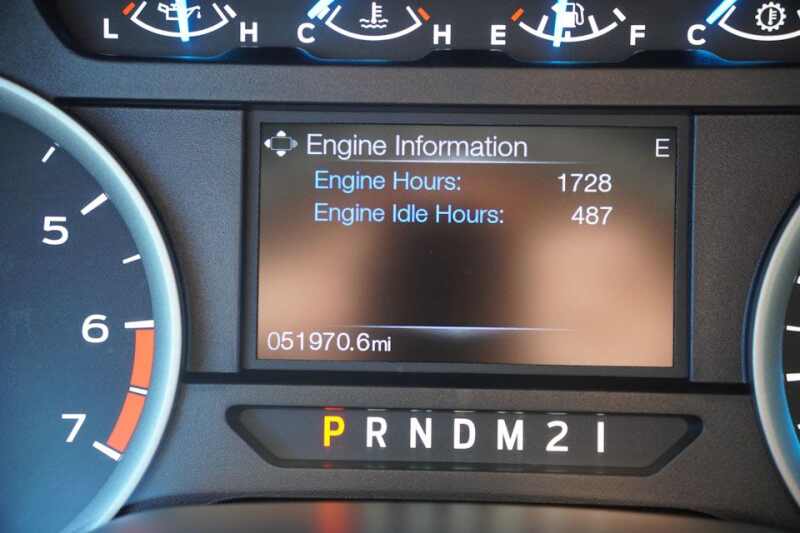 L H C H E F C
Engine Information E
Engine Hours: 1728
Engine Idle Hours: 487
051970.6mi
5
6
7
P R N D M 2 1